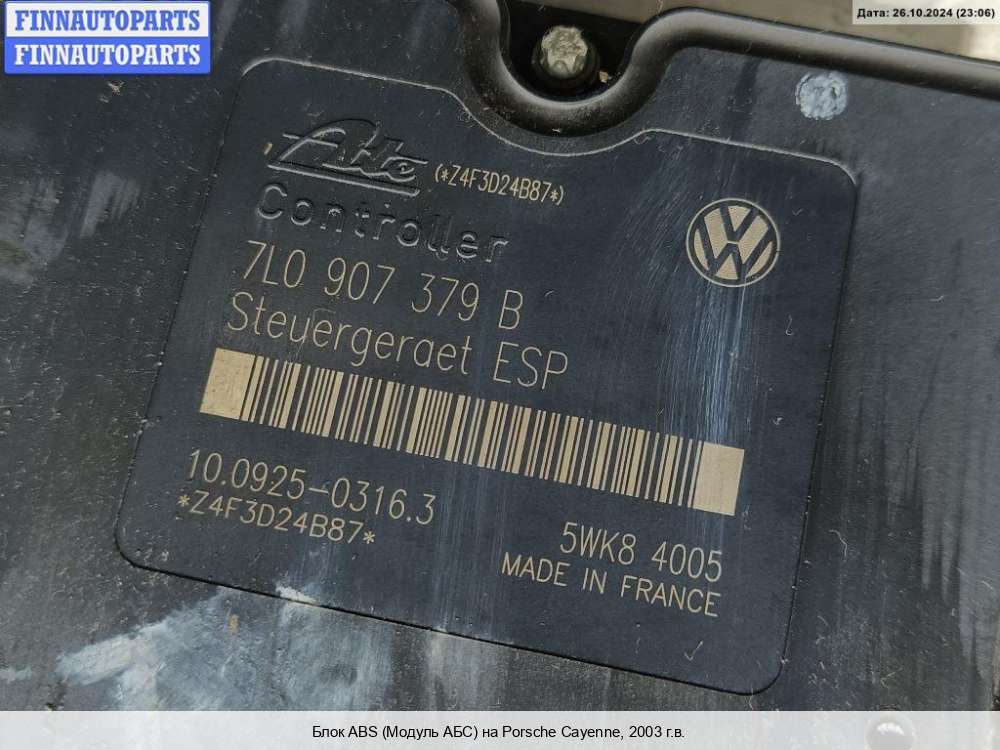 FINNAUTOPARTS
FINNAUTOPARTS
Дата: 26.10.2024 (23:06)
Ate (*Z4F3D24B87*)
Controller
7L0 907 379 B
Steuergeraet ESP
10.0925-0316.3
*Z4F3D24B87*
5WK8 4005
MADE IN FRANCE
Блок ABS (Модуль АБС) на Porsche Cayenne, 2003 г.в.